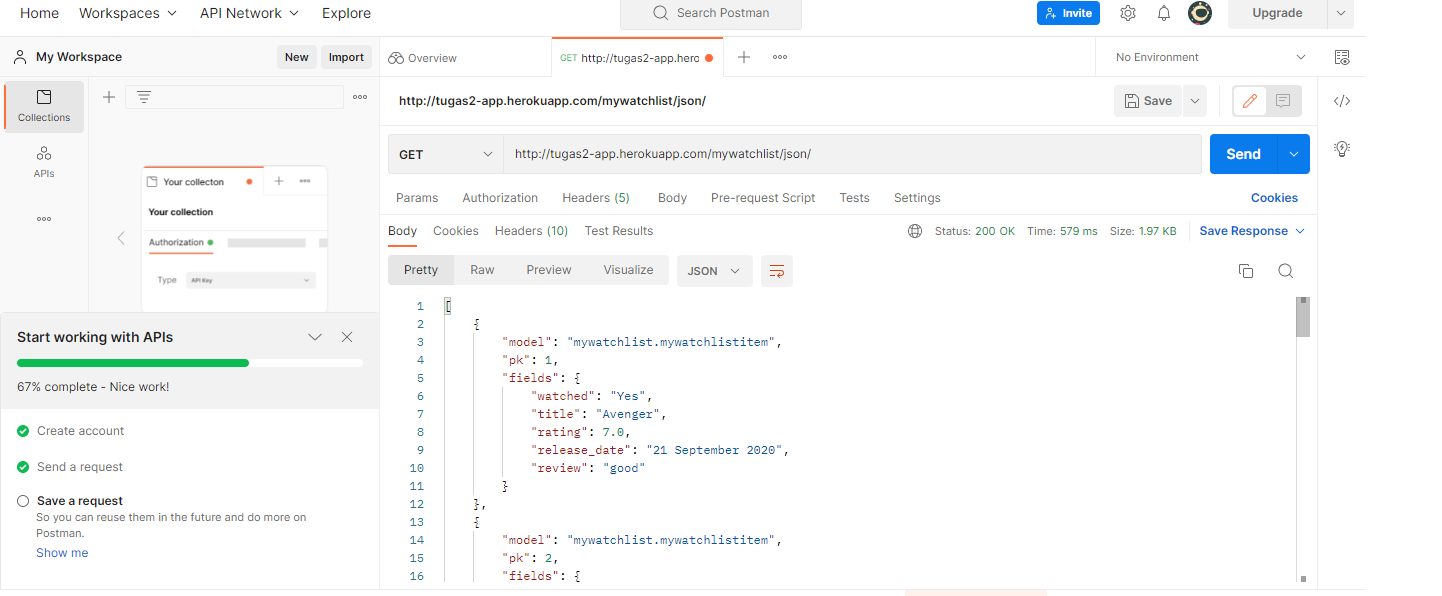 Home Workspaces API Network Explore Search Postman Invite Upgrade
My Workspace New Import Overview GET http://tugas2-app.hero No Environment
http://tugas2-app.herokuapp.com/mywatchlist/json/ Save
Collections
APIs
Your collecton
Your collection
Authorization
Type API Key
GET http://tugas2-app.herokuapp.com/mywatchlist/json/ Send
Params Authorization Headers (5) Body Pre-request Script Tests Settings Cookies
Body Cookies Headers (10) Test Results Status: 200 OK Time: 579 ms Size: 1.97 KB Save Response
Pretty Raw Preview Visualize JSON
1 [
2 {
3 "model": "mywatchlist.mywatchlistitem",
4 "pk": 1,
5 "fields": {
6 "watched": "Yes",
7 "title": "Avenger",
8 "rating": 7.0,
9 "release_date": "21 September 2020",
10 "review": "good"
11 }
12 },
13 {
14 "model": "mywatchlist.mywatchlistitem",
15 "pk": 2,
16 "fields": {
Start working with APIs
67% complete - Nice work!
Create account
Send a request
Save a request
So you can reuse them in the future and do more on
Postman.
Show me